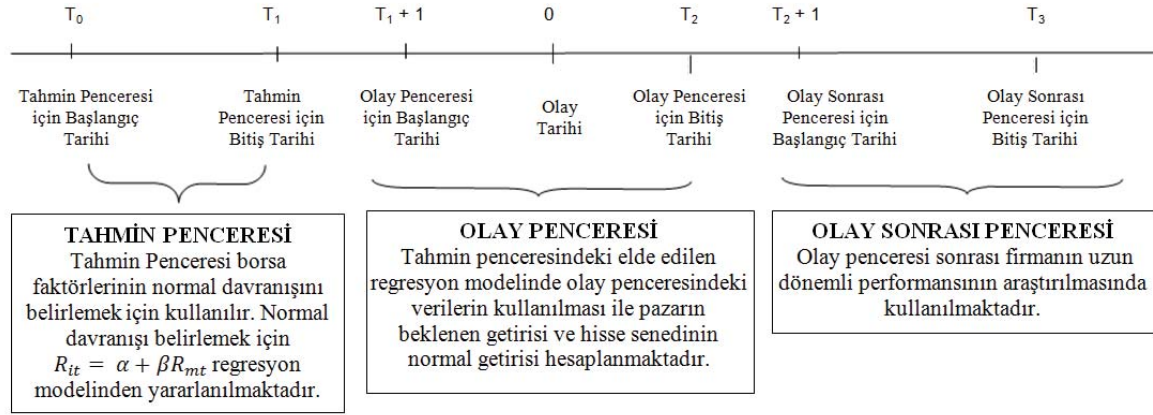 T0 T1 T1 + 1 0 T2 T2 + 1 T3
Tahmin Penceresi
için Başlangıç
Tarihi
Tahmin
Penceresi için
Bitiş Tarihi
Olay Penceresi
için Başlangıç
Tarihi
Olay
Tarihi
Olay Penceresi
için Bitiş
Tarihi
Olay Sonrası
Penceresi için
Başlangıç Tarihi
Olay Sonrası
Penceresi için
Bitiş Tarihi
TAHMİN PENCERESİ
Tahmin Penceresi borsa
faktörlerinin normal davranışını
belirlemek için kullanılır. Normal
davranışı belirlemek için
R_it = α + βR_mt regresyon
modelinden yararlanılmaktadır.
OLAY PENCERESİ
Tahmin penceresindeki elde edilen
regresyon modelinde olay penceresindeki
verilerin kullanılması ile pazarın
beklenen getirisi ve hisse senedinin
normal getirisi hesaplanmaktadır.
OLAY SONRASI PENCERESİ
Olay penceresi sonrası firmanın uzun
dönemli performansının araştırılmasında
kullanılmaktadır.